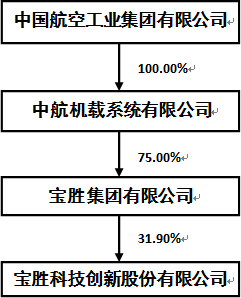 中国航空工业集团有限公司
100.00%
中航机载系统有限公司
75.00%
宝胜集团有限公司
31.90%
宝胜科技创新股份有限公司